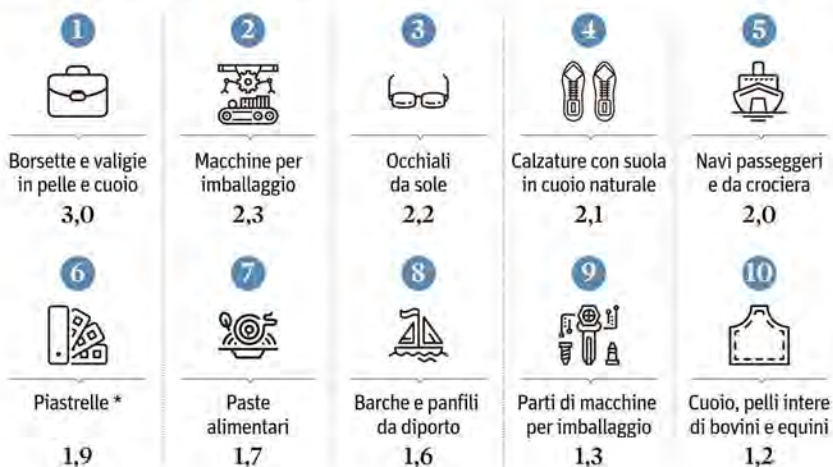 1
2
3
4
5
Borsette e valigie
in pelle e cuoio
3,0
Macchine per
imballaggio
2,3
Occhiali
da sole
2,2
Calzature con suola
in cuoio naturale
2,1
Navi passeggeri
e da crociera
2,0
6
7
8
9
10
Piastrelle *
1,9
Paste
alimentari
1,7
Barche e panfili
da diporto
1,6
Parti di macchine
per imballaggio
1,3
Cuoio, pelli intere
di bovini e equini
1,2